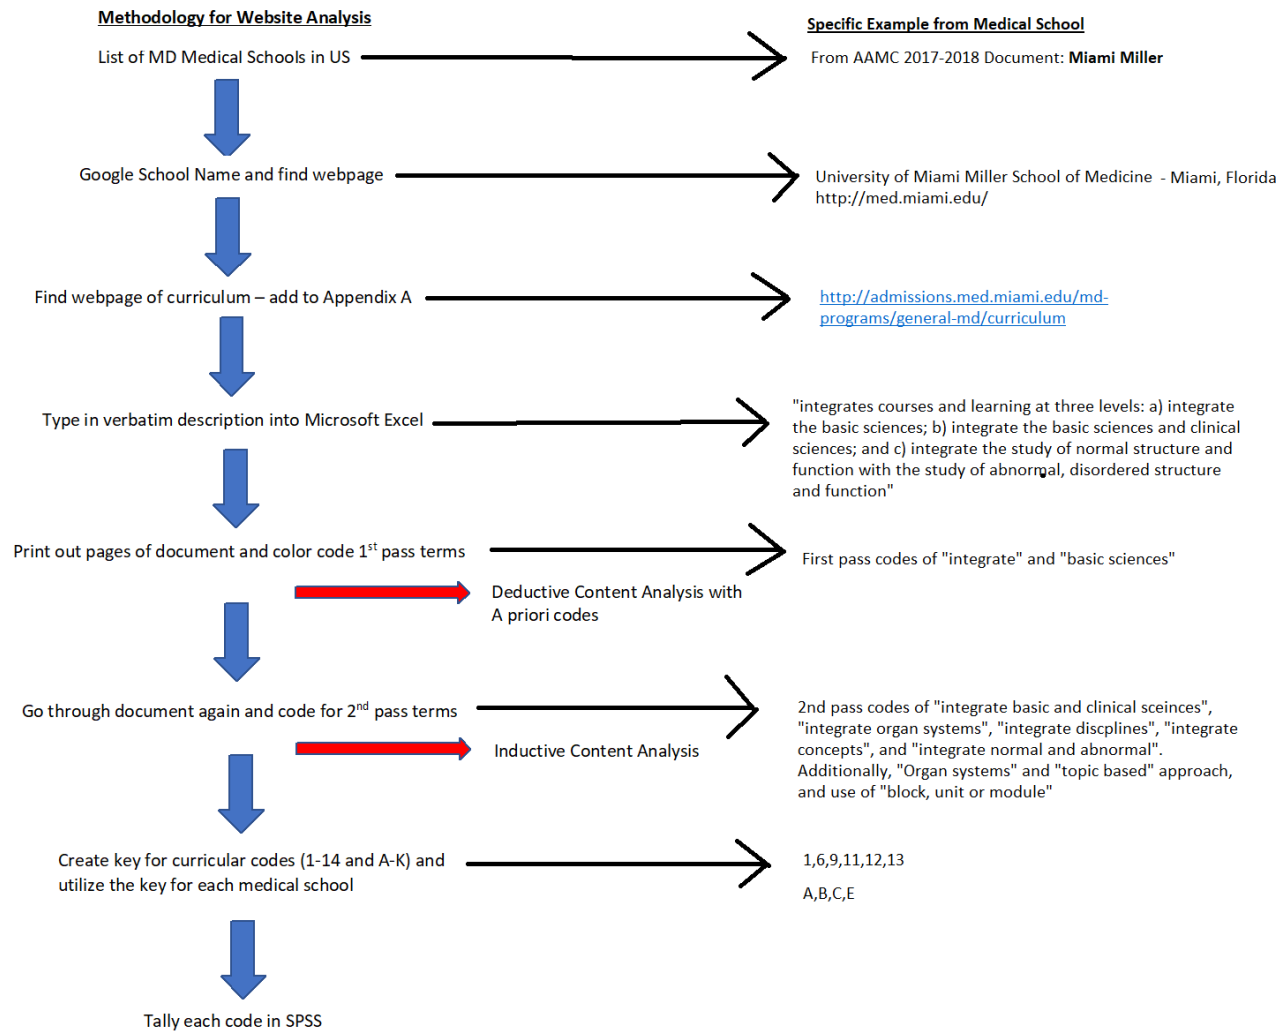 Methodology for Website Analysis
Specific Example from Medical School
List of MD Medical Schools in US
From AAMC 2017-2018 Document: Miami Miller
Google School Name and find webpage
University of Miami Miller School of Medicine - Miami, Florida
http://med.miami.edu/
Find webpage of curriculum – add to Appendix A
http://admissions.med.miami.edu/md-
programs/general-md/curriculum
Type in verbatim description into Microsoft Excel
"integrates courses and learning at three levels: a) integrate
the basic sciences; b) integrate the basic sciences and clinical
sciences; and c) integrate the study of normal structure and
function with the study of abnormal, disordered structure
and function"
Print out pages of document and color code 1st pass terms
First pass codes of "integrate" and "basic sciences"
Deductive Content Analysis with
A priori codes
Go through document again and code for 2nd pass terms
2nd pass codes of "integrate basic and clinical sceinces",
"integrate organ systems", "integrate discplines", "integrate
concepts", and "integrate normal and abnormal".
Additionally, "Organ systems" and "topic based" approach,
and use of "block, unit or module"
Inductive Content Analysis
Create key for curricular codes (1-14 and A-K) and
utilize the key for each medical school
1,6,9,11,12,13
A,B,C,E
Tally each code in SPSS